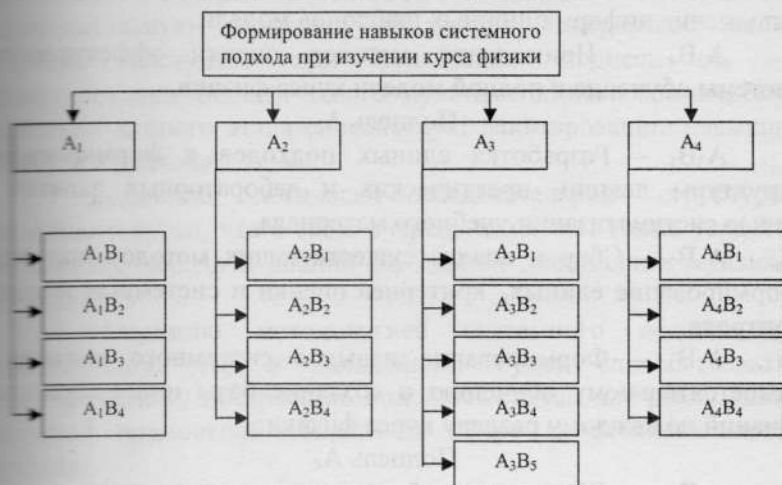 Формирование навыков системного
подхода при изучении курса физики
A₁ A₂ A₃ A₄
A₁B₁ A₂B₁ A₃B₁ A₄B₁
A₁B₂ A₂B₂ A₃B₂ A₄B₂
A₁B₃ A₂B₃ A₃B₃ A₄B₃
A₁B₄ A₂B₄ A₃B₄ A₄B₄
A₃B₅